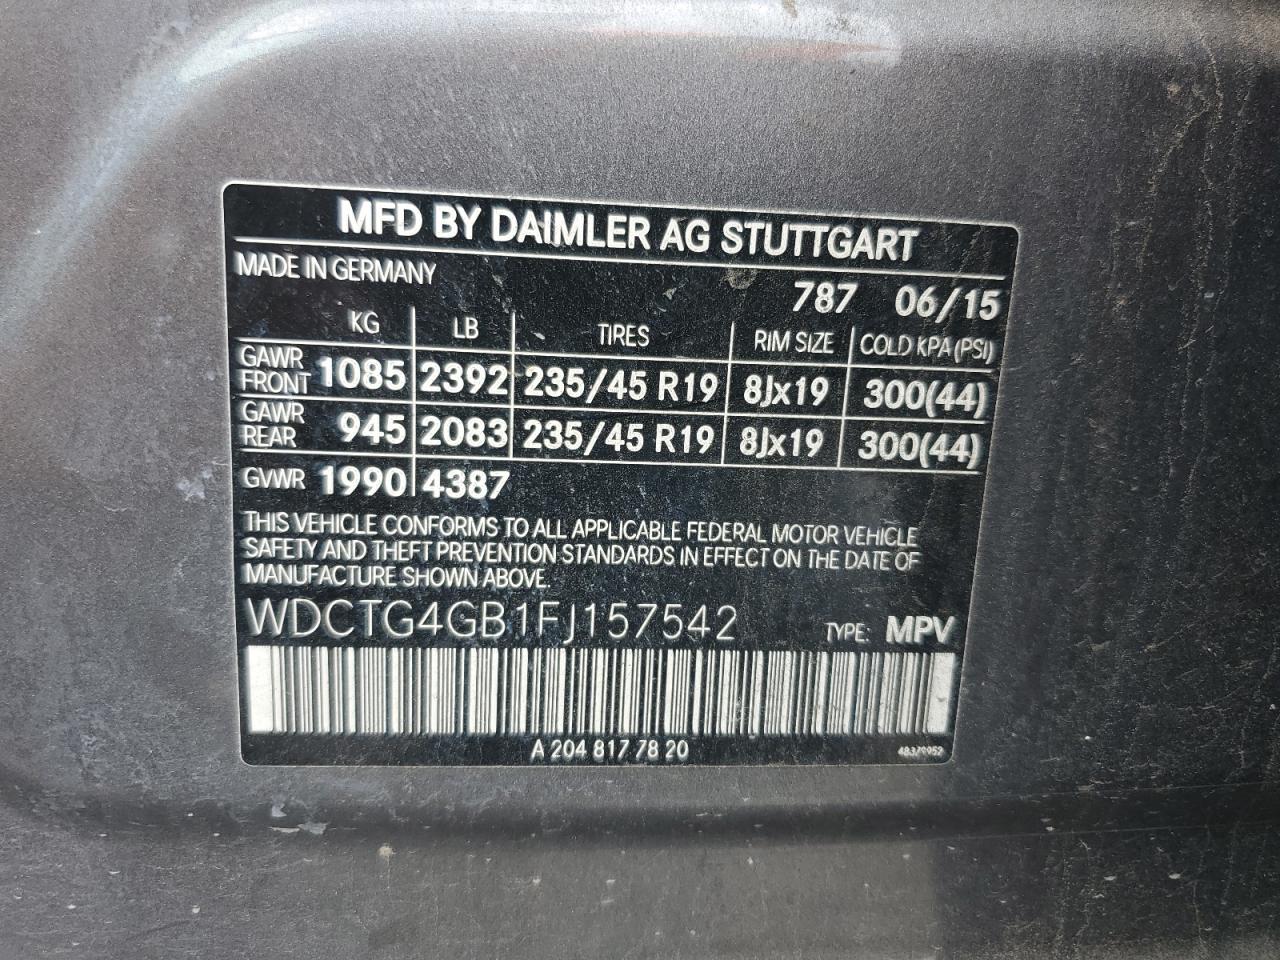 MFD BY DAIMLER AG STUTTGART
MADE IN GERMANY
787 06/15
KG LB TIRES RIM SIZE COLD KPA (PSI)
GAWR FRONT 1085 2392 235/45 R19 8Jx19 300(44)
GAWR REAR 945 2083 235/45 R19 8Jx19 300(44)
GVWR 1990 4387
THIS VEHICLE CONFORMS TO ALL APPLICABLE FEDERAL MOTOR VEHICLE
SAFETY AND THEFT PREVENTION STANDARDS IN EFFECT ON THE DATE OF
MANUFACTURE SHOWN ABOVE.
WDCTG4GB1FJ157542 TYPE: MPV
A 204 817 78 20